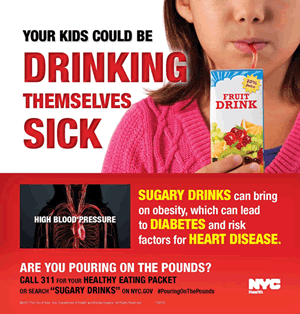 YOUR KIDS COULD BE
DRINKING
THEMSELVES
SICK
10%
Juice
FRUIT
DRINK
HIGH BLOOD PRESSURE
SUGARY DRINKS can bring
on obesity, which can lead
to DIABETES and risk
factors for HEART DISEASE.
ARE YOU POURING ON THE POUNDS?
CALL 311 FOR YOUR HEALTHY EATING PACKET
OR SEARCH "SUGARY DRINKS" ON NYC.GOV #PouringOnThePounds
NYC
Health